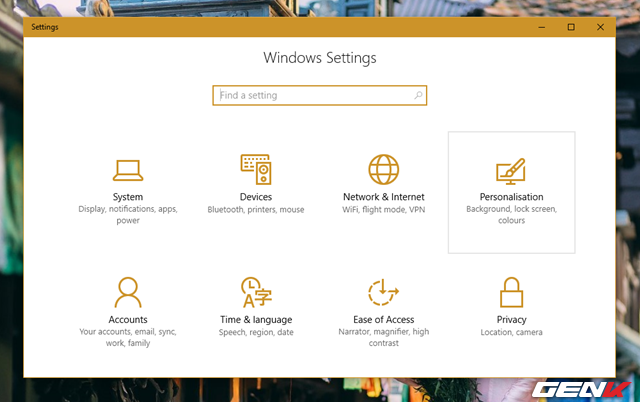 Settings
Windows Settings
Find a setting
System
Display, notifications, apps,
power
Devices
Bluetooth, printers, mouse
Network & Internet
WiFi, flight mode, VPN
Personalisation
Background, lock screen,
colours
Accounts
Your accounts, email, sync,
work, family
Time & language
Speech, region, date
Ease of Access
Narrator, magnifier, high
contrast
Privacy
Location, camera
A字
GENK